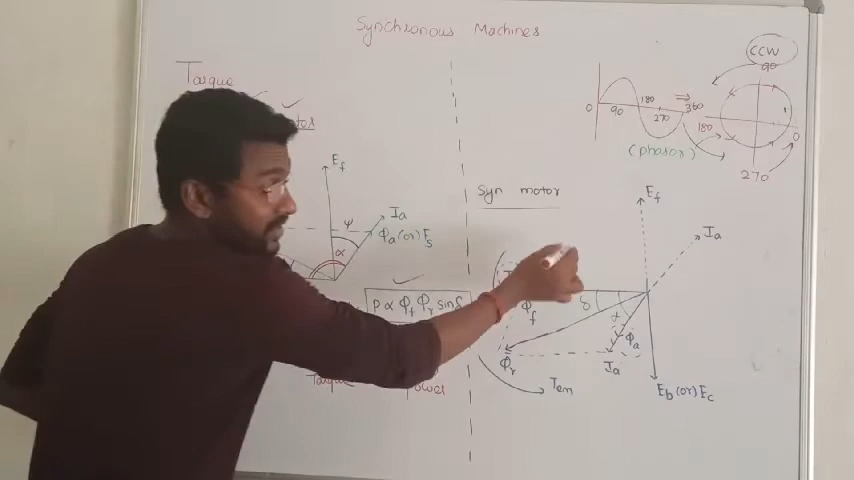 Synchronous Machines
Torque
CCW
90
0 90 180 270 360
180 0
270
(phasor)
Syn motor
Ef
Ia
ψ
Φa (or) Fs
α
P ∝ Φf Φr sinδ
Torque
power
Ef
Ia
Φf
δ
α
Φa
Φr
Ia
Tem
Eb (or) Ec